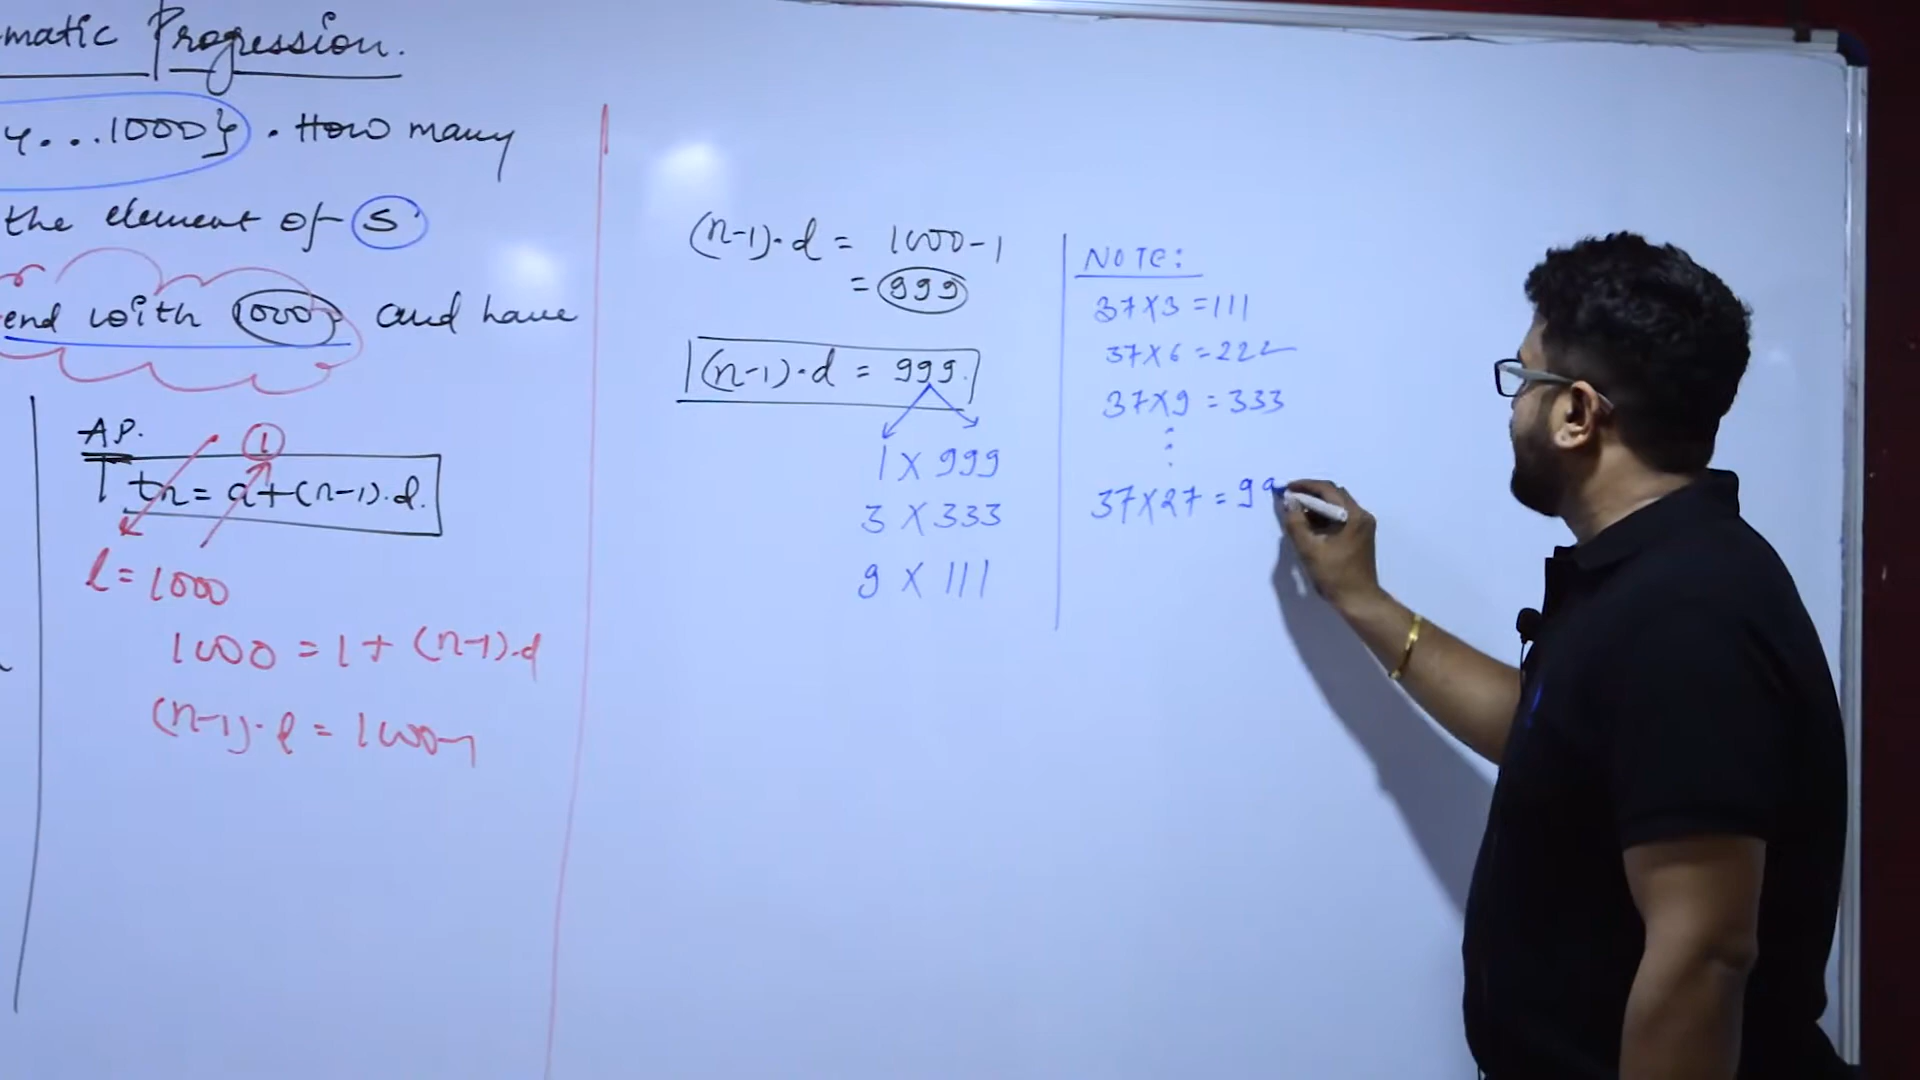 matic Progression.
4...1000}. How many
the element of S
end with 1000 and have
A.P.
1
tn = a+(n-1).d.
l = 1000
1000 = 1 + (n-1).d
(n-1).d = 1000-1
(n-1).d = 1000-1
= 999
(n-1).d = 999.
1 X 999
3 X 333
9 X 111
NOTE:
37X3 = 111
37X6 = 222
37X9 = 333
⋮
37X27 = 99